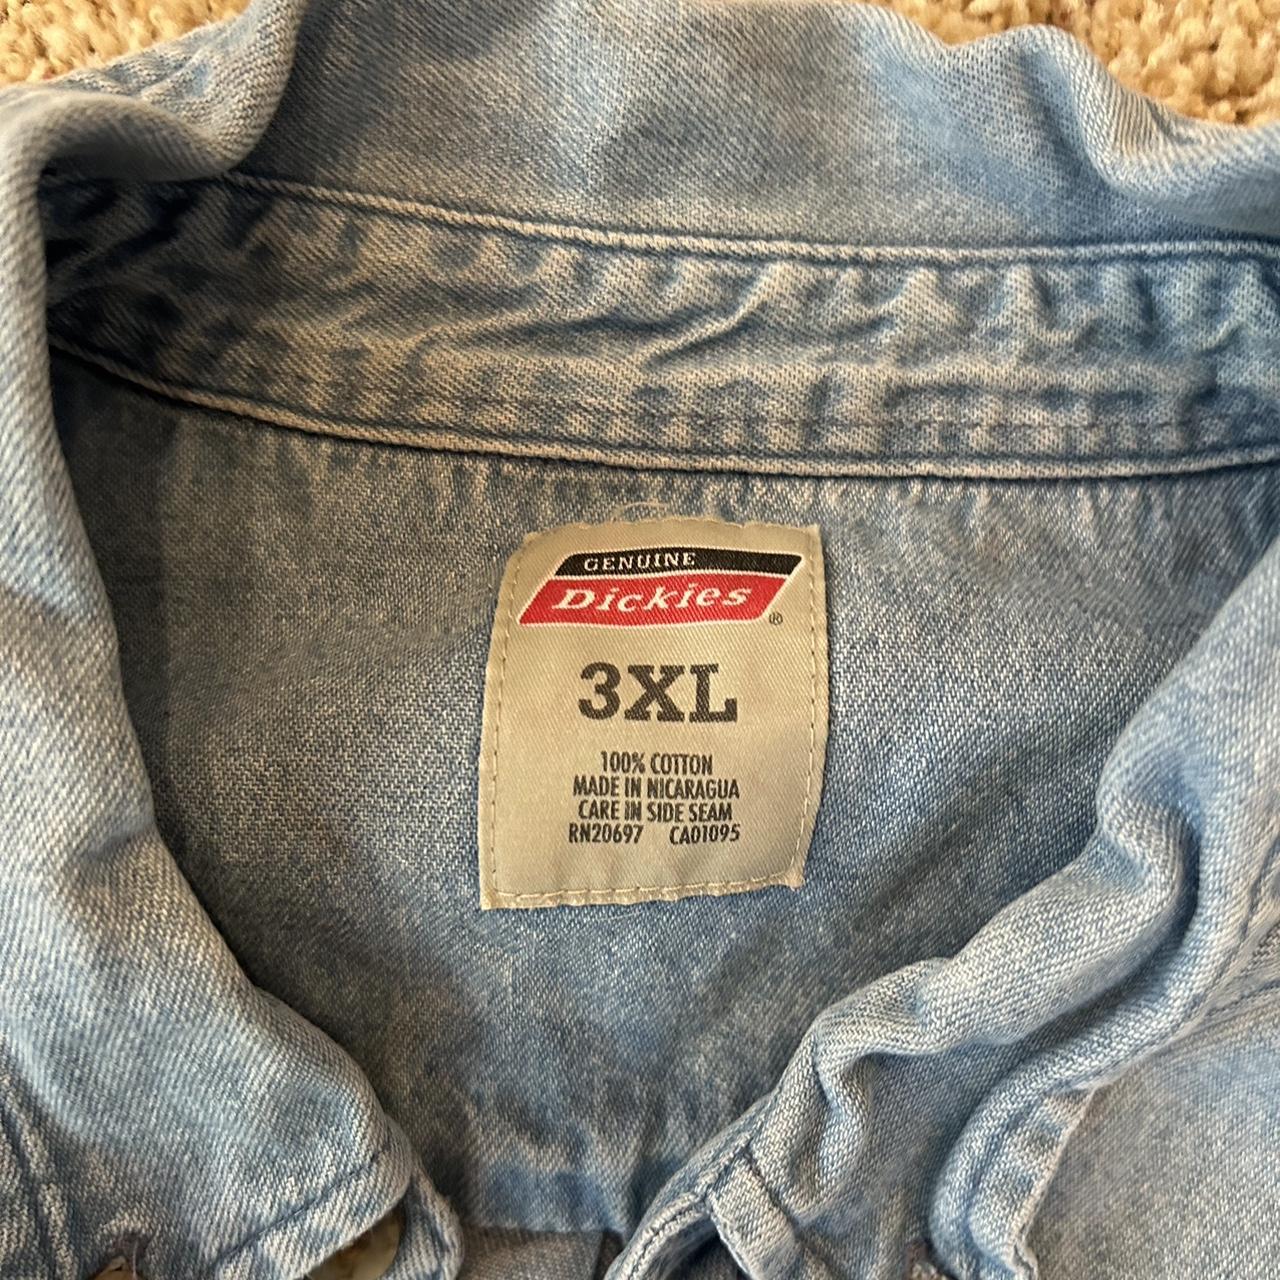 GENUINE
Dickies®
3XL
100% COTTON
MADE IN NICARAGUA
CARE IN SIDE SEAM
RN20697 CA01095